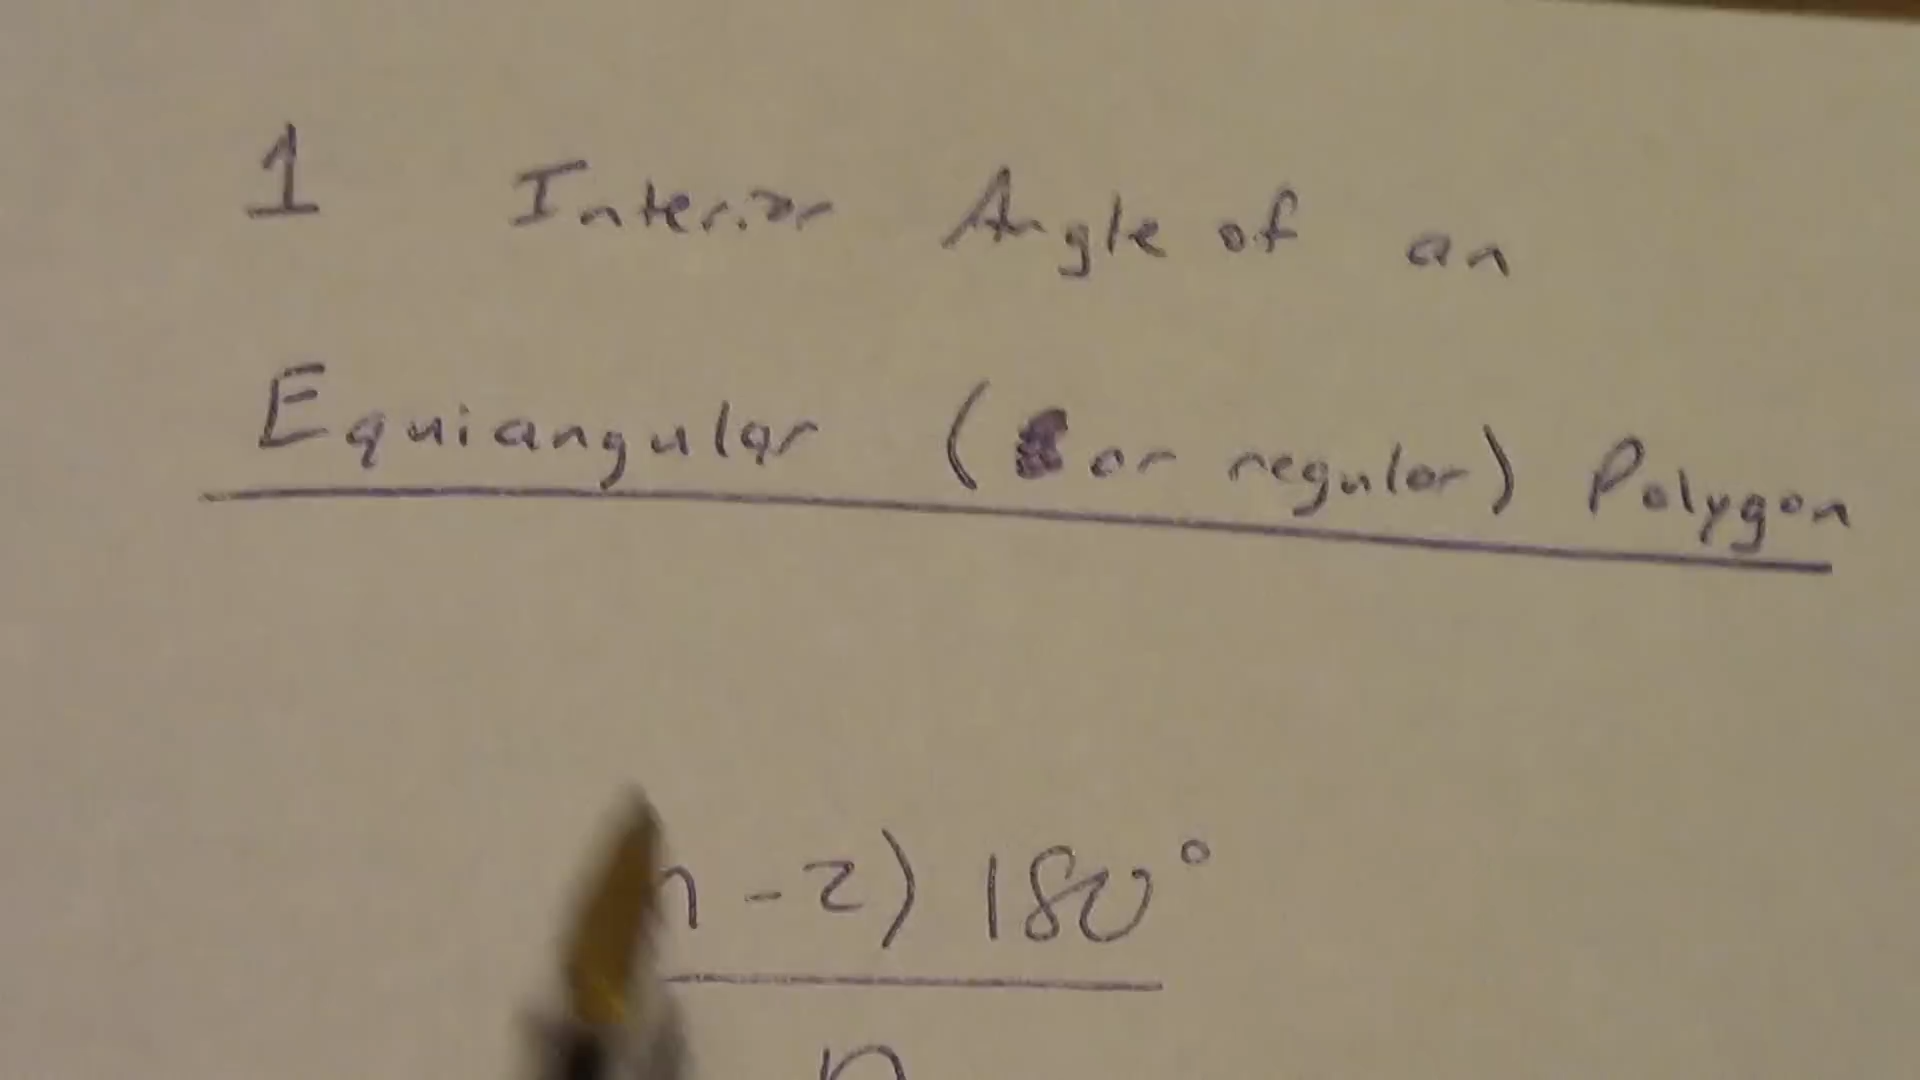 1 Interior Angle of an
Equiangular ( or regular) Polygon
n - 2) 180°
n